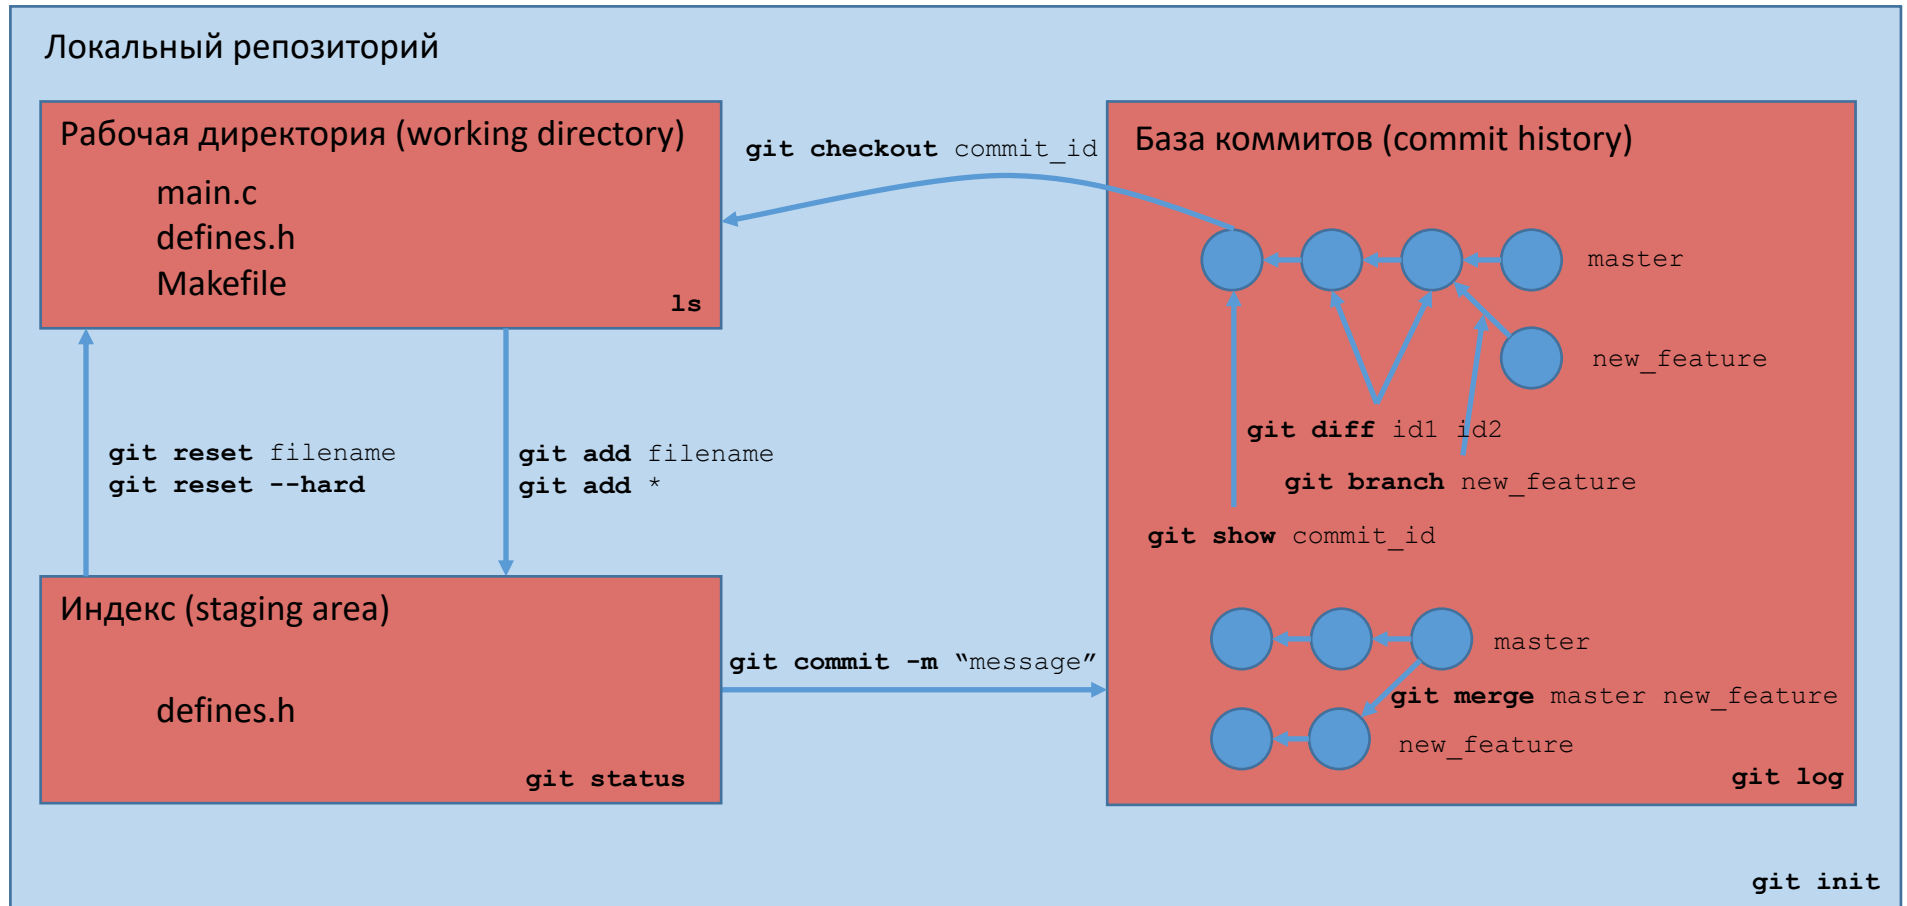 Локальный репозиторий
Рабочая директория (working directory)
main.c
defines.h
Makefile
ls
git checkout commit_id
База коммитов (commit history)
master
new_feature
git diff id1 id2
git branch new_feature
git show commit_id
git reset filename
git reset --hard
git add filename
git add *
Индекс (staging area)
defines.h
git status
git commit -m “message”
master
git merge master new_feature
new_feature
git log
git init